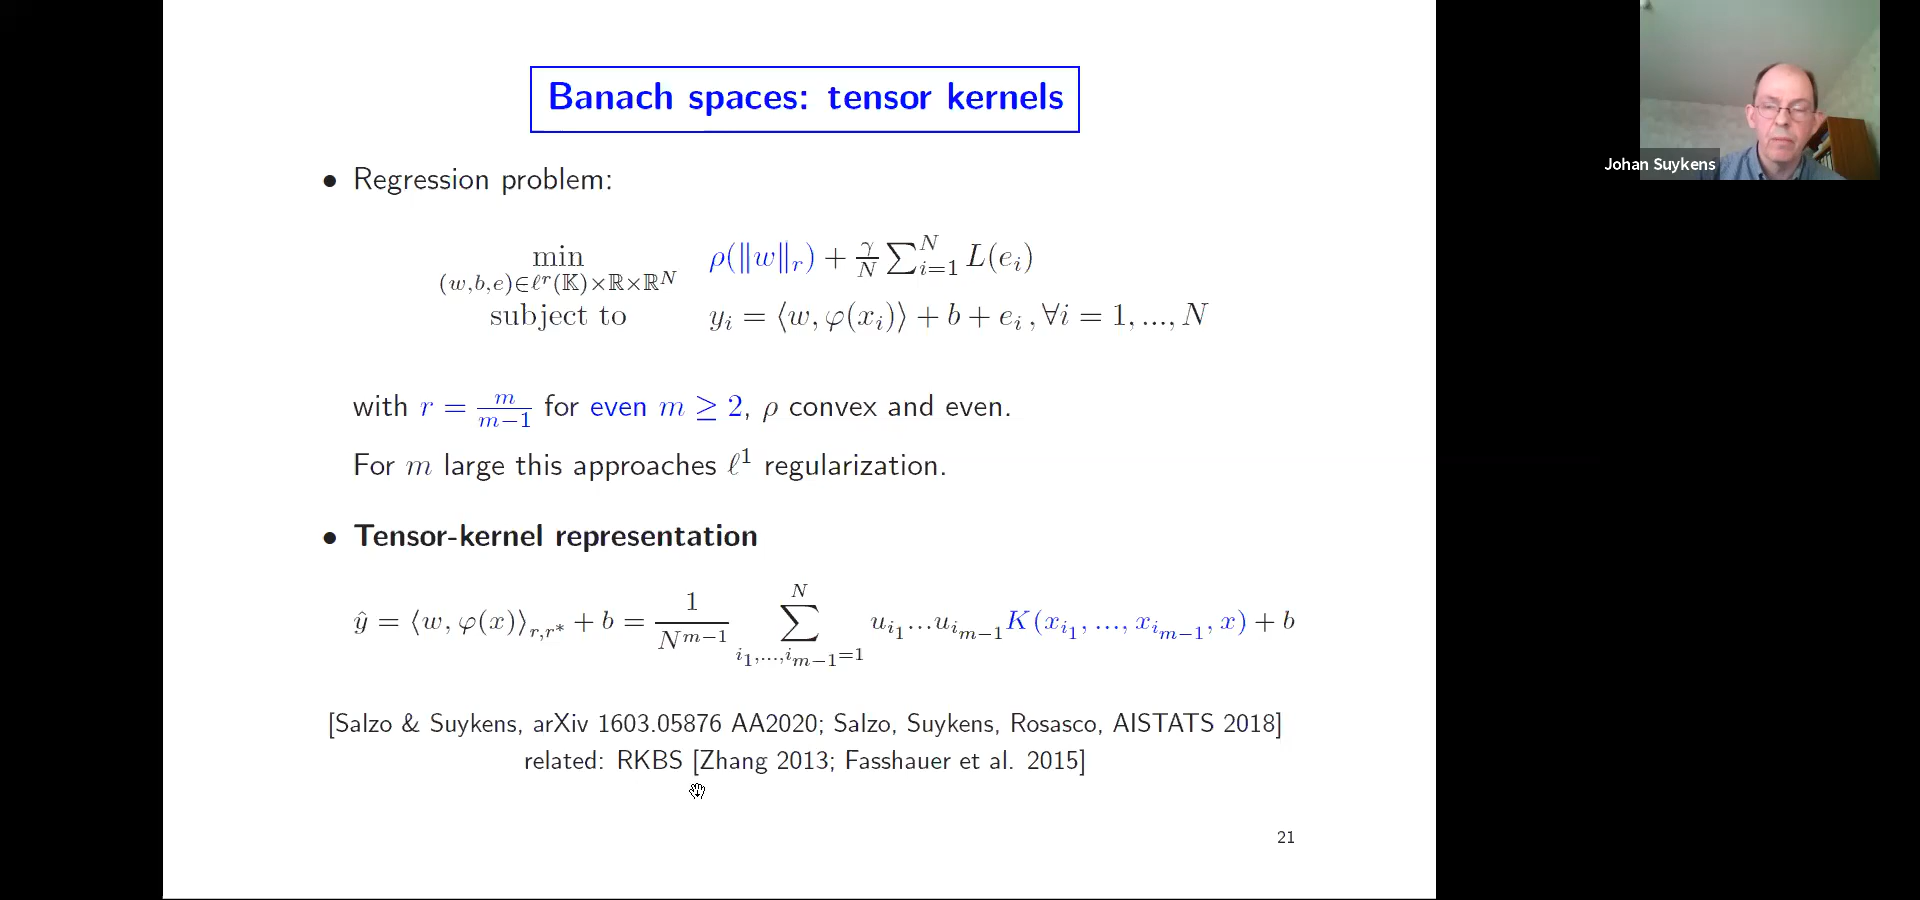 Banach spaces: tensor kernels
Johan Suykens
• Regression problem:
min ρ(‖w‖_r) + γ/N ∑_{i=1}^N L(e_i)
(w,b,e)∈ℓ^r(𝕂)×ℝ×ℝ^N
subject to y_i = ⟨w, φ(x_i)⟩ + b + e_i , ∀i = 1, ..., N
with r = m/(m−1) for even m ≥ 2, ρ convex and even.
For m large this approaches ℓ^1 regularization.
• Tensor-kernel representation
ŷ = ⟨w, φ(x)⟩_{r,r*} + b = 1/N^{m−1} ∑_{i_1,...,i_{m−1}=1}^N u_{i_1}...u_{i_{m−1}} K(x_{i_1}, ..., x_{i_{m−1}}, x) + b
[Salzo & Suykens, arXiv 1603.05876 AA2020; Salzo, Suykens, Rosasco, AISTATS 2018]
related: RKBS [Zhang 2013; Fasshauer et al. 2015]
21